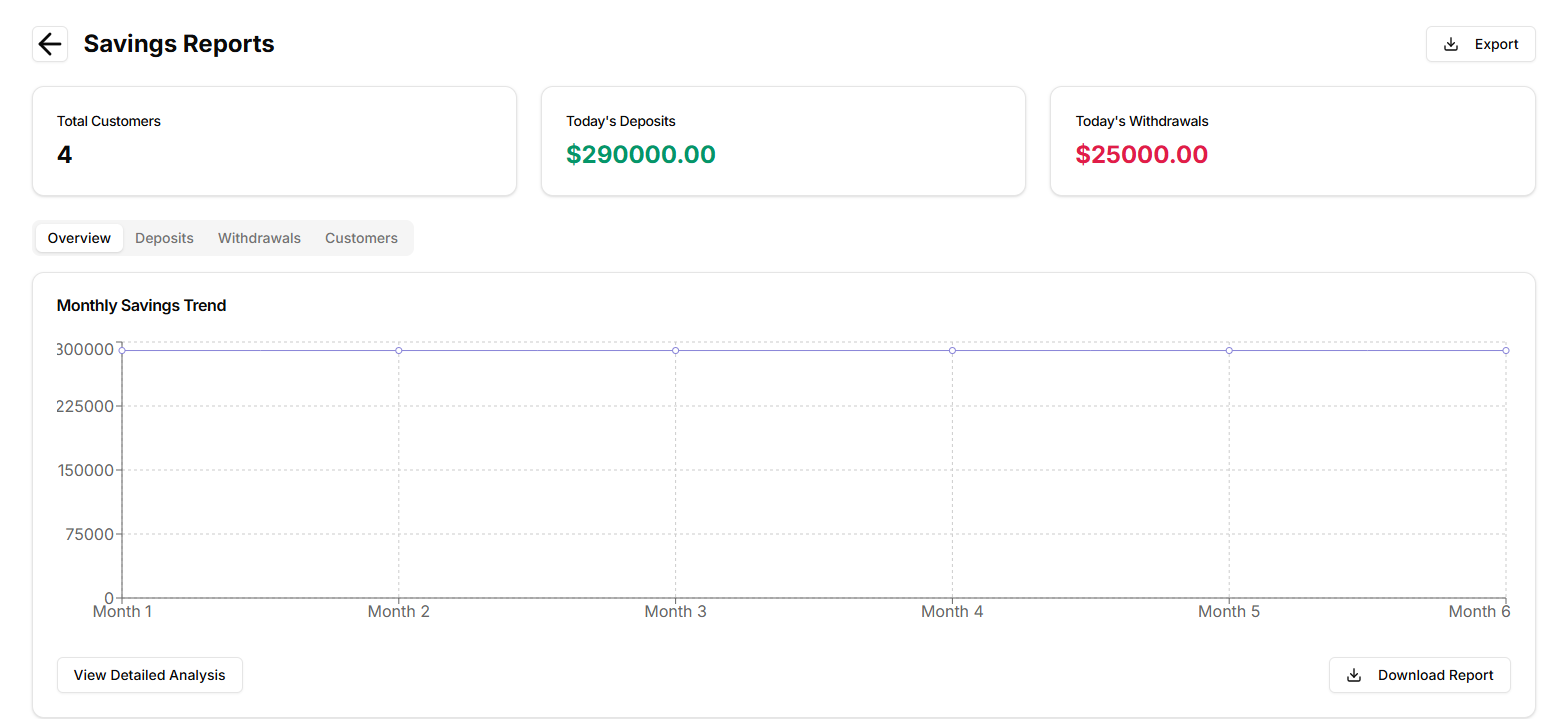 Savings Reports
Export
Total Customers
4
Today's Deposits
$290000.00
Today's Withdrawals
$25000.00
Overview Deposits Withdrawals Customers
Monthly Savings Trend
300000
225000
150000
75000
0
Month 1 Month 2 Month 3 Month 4 Month 5 Month 6
View Detailed Analysis
Download Report